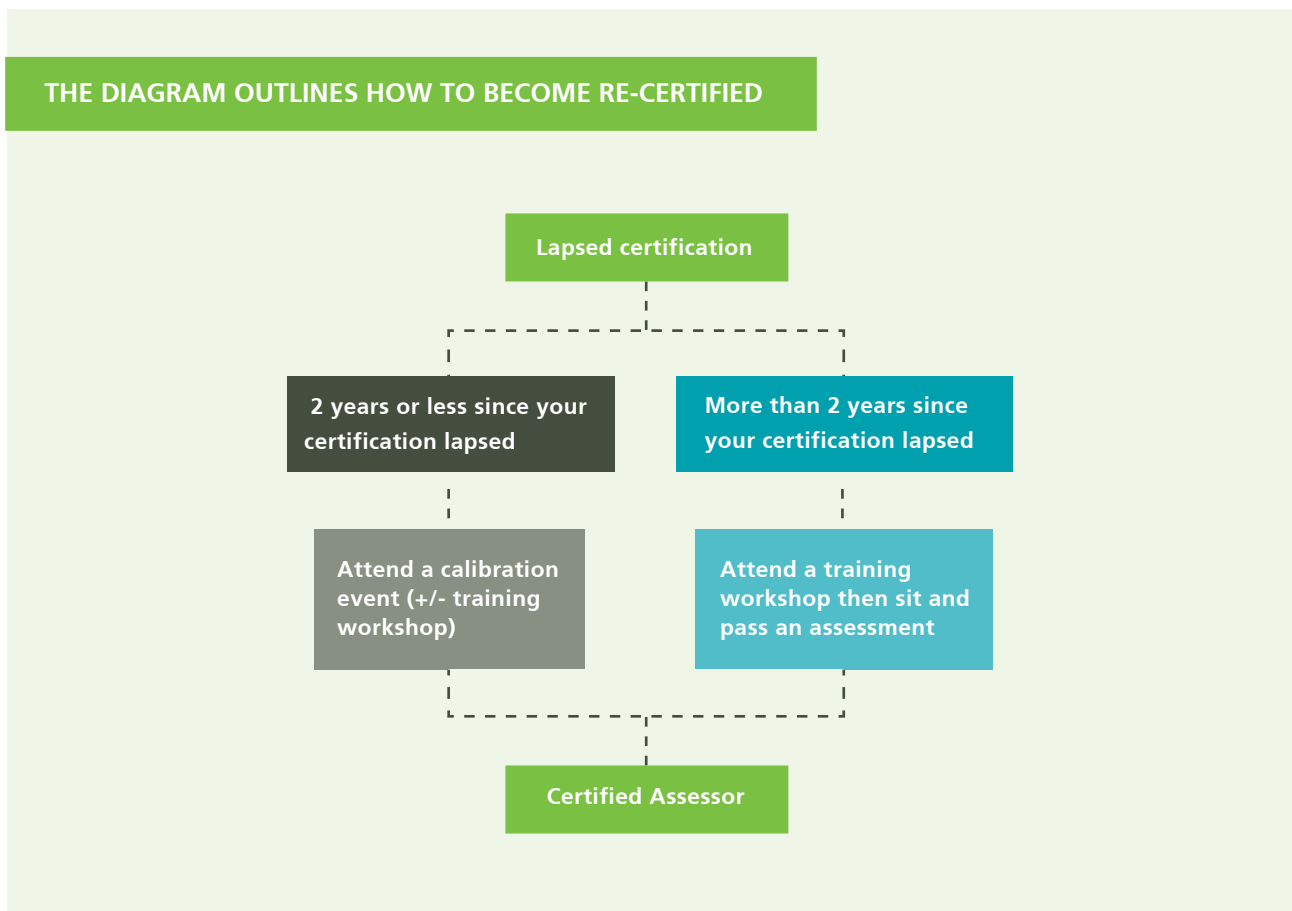 THE DIAGRAM OUTLINES HOW TO BECOME RE-CERTIFIED
Lapsed certification
2 years or less since your
certification lapsed
More than 2 years since
your certification lapsed
Attend a calibration
event (+/- training
workshop)
Attend a training
workshop then sit and
pass an assessment
Certified Assessor